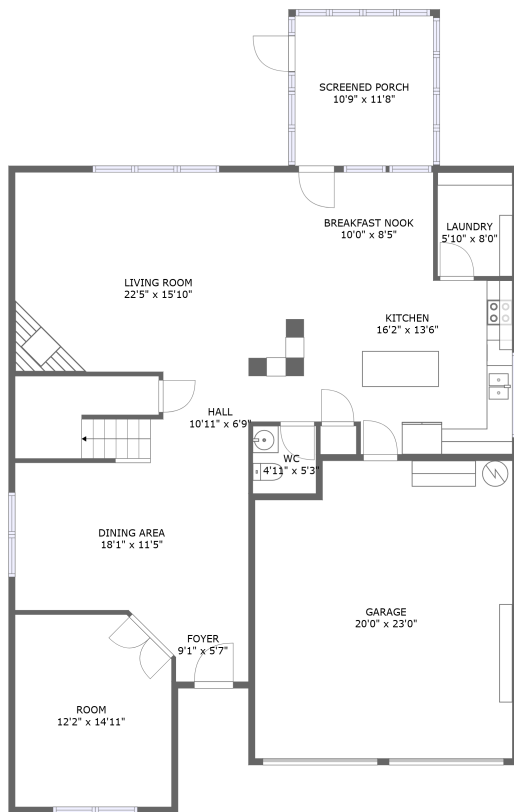 SCREENED PORCH
10'9" x 11'8"
BREAKFAST NOOK
10'0" x 8'5"
LAUNDRY
5'10" x 8'0"
LIVING ROOM
22'5" x 15'10"
KITCHEN
16'2" x 13'6"
HALL
10'11" x 6'9"
WC
4'11" x 5'3"
DINING AREA
18'1" x 11'5"
GARAGE
20'0" x 23'0"
FOYER
9'1" x 5'7"
ROOM
12'2" x 14'11"